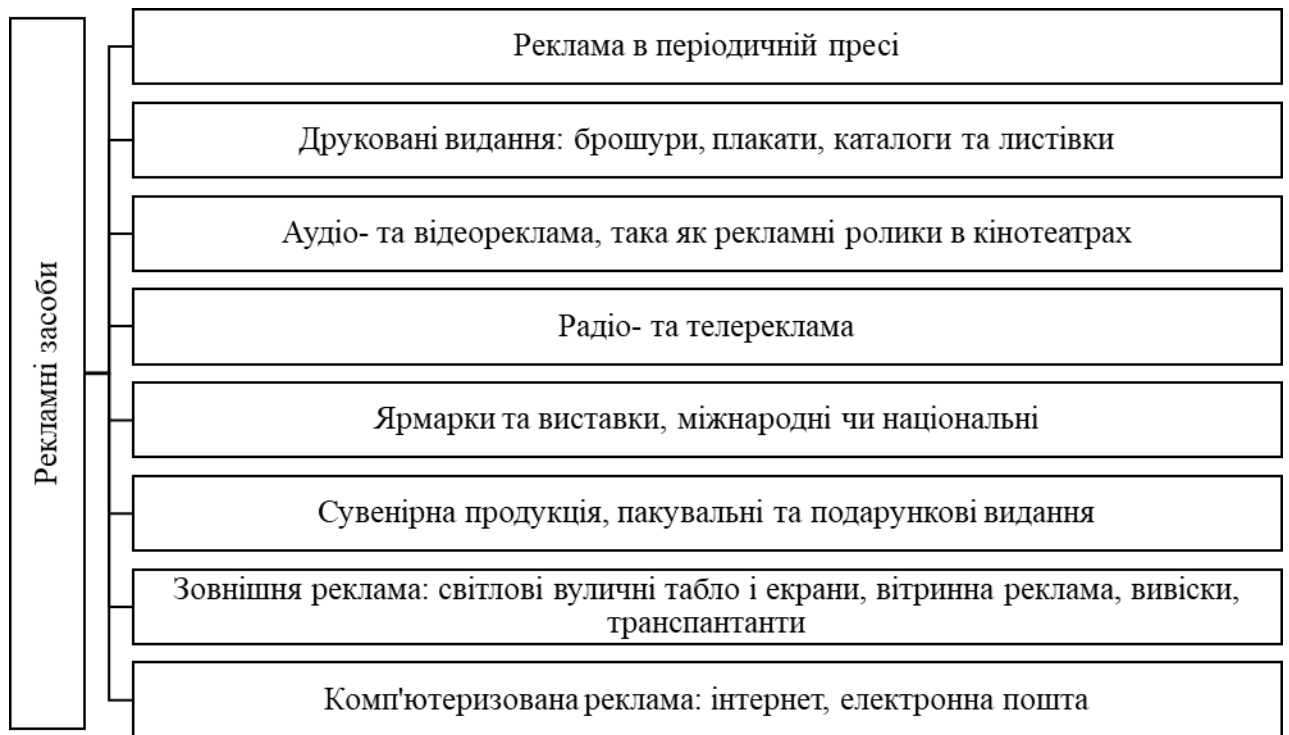 Рекламні засоби
Реклама в періодичній пресі
Друковані видання: брошури, плакати, каталоги та листівки
Аудіо- та відеореклама, така як рекламні ролики в кінотеатрах
Радіо- та телереклама
Ярмарки та виставки, міжнародні чи національні
Сувенірна продукція, пакувальні та подарункові видання
Зовнішня реклама: світлові вуличні табло і екрани, вітринна реклама, вивіски,
транспантанти
Комп'ютеризована реклама: інтернет, електронна пошта